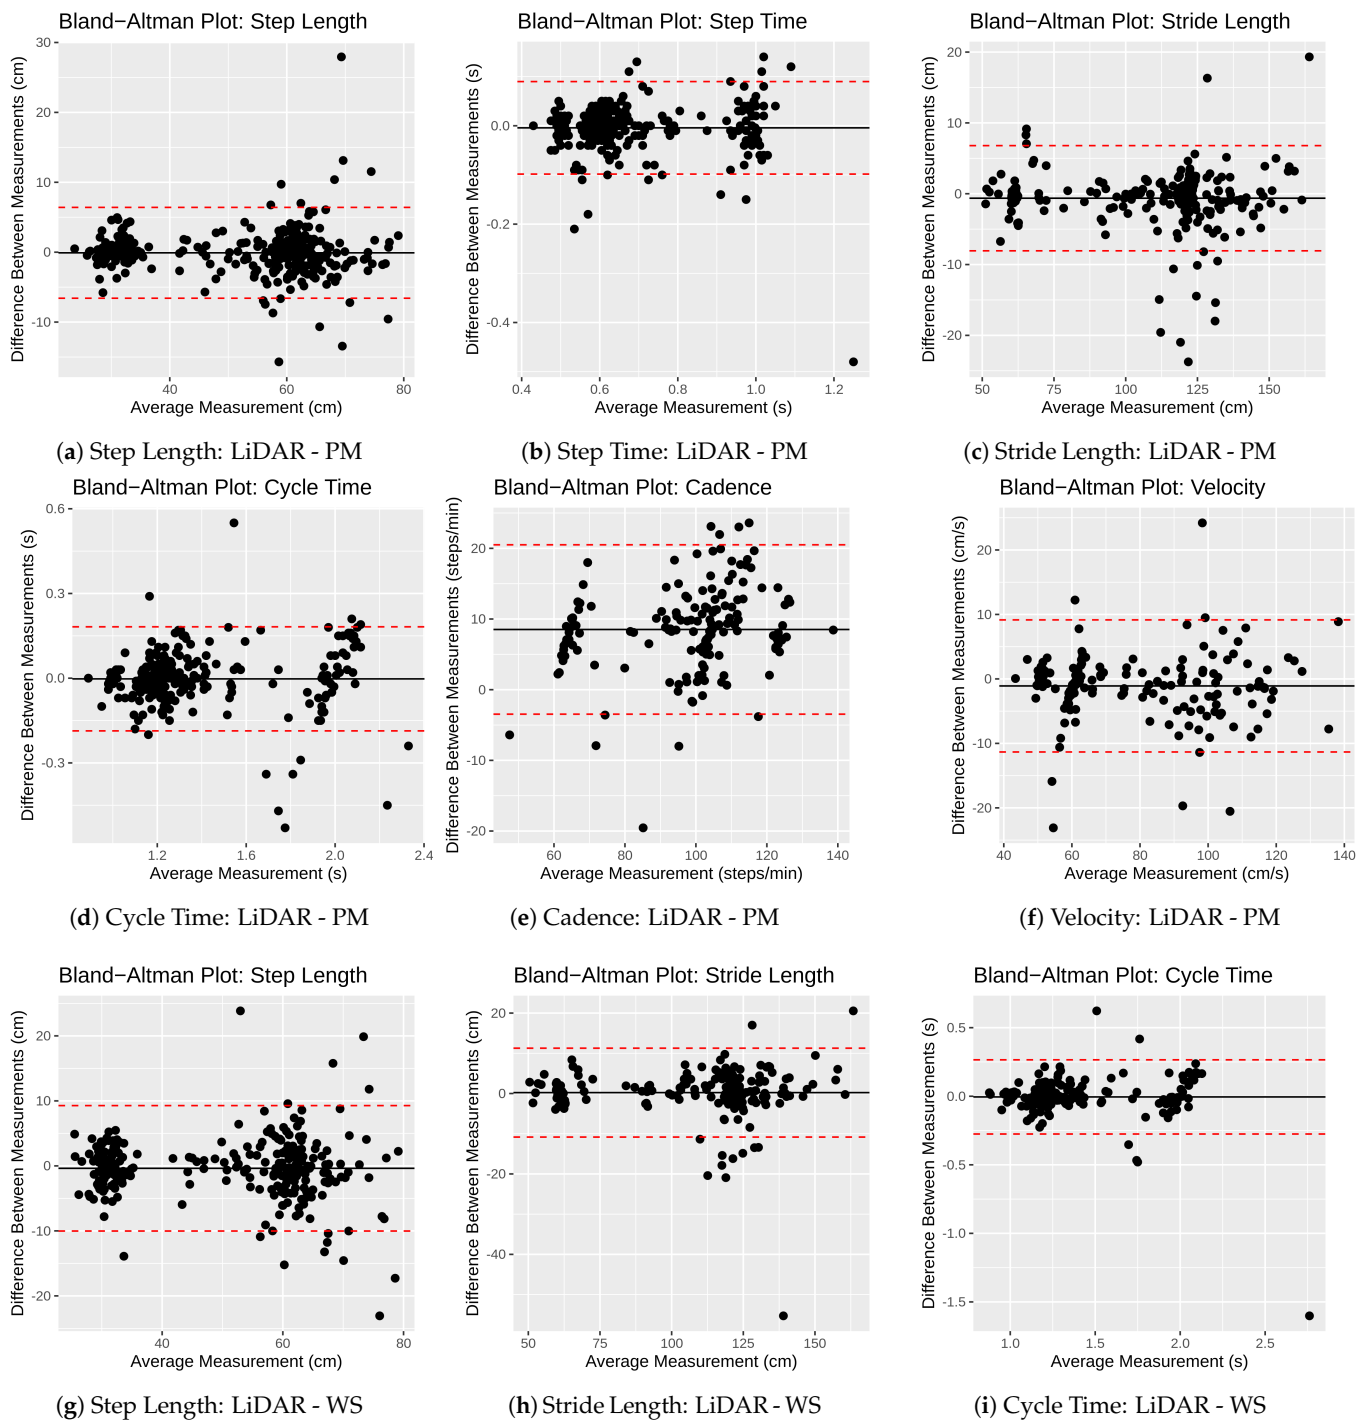 Bland−Altman Plot: Step Length
Difference Between Measurements (cm)
30
20
10
0
-10
40 60 80
Average Measurement (cm)
(a) Step Length: LiDAR - PM
Bland−Altman Plot: Step Time
Difference Between Measurements (s)
0.0
-0.2
-0.4
0.4 0.6 0.8 1.0 1.2
Average Measurement (s)
(b) Step Time: LiDAR - PM
Bland−Altman Plot: Stride Length
Difference Between Measurements (cm)
20
10
0
-10
-20
50 75 100 125 150
Average Measurement (cm)
(c) Stride Length: LiDAR - PM
Bland−Altman Plot: Cycle Time
Difference Between Measurements (s)
0.6
0.3
0.0
-0.3
1.2 1.6 2.0 2.4
Average Measurement (s)
(d) Cycle Time: LiDAR - PM
Bland−Altman Plot: Cadence
Difference Between Measurements (steps/min)
20
10
0
-10
-20
60 80 100 120 140
Average Measurement (steps/min)
(e) Cadence: LiDAR - PM
Bland−Altman Plot: Velocity
Difference Between Measurements (cm/s)
20
10
0
-10
-20
40 60 80 100 120 140
Average Measurement (cm/s)
(f) Velocity: LiDAR - PM
Bland−Altman Plot: Step Length
Difference Between Measurements (cm)
20
10
0
-10
-20
40 60 80
Average Measurement (cm)
(g) Step Length: LiDAR - WS
Bland−Altman Plot: Stride Length
Difference Between Measurements (cm)
20
0
-20
-40
50 75 100 125 150
Average Measurement (cm)
(h) Stride Length: LiDAR - WS
Bland−Altman Plot: Cycle Time
Difference Between Measurements (s)
0.5
0.0
-0.5
-1.0
-1.5
1.0 1.5 2.0 2.5
Average Measurement (s)
(i) Cycle Time: LiDAR - WS